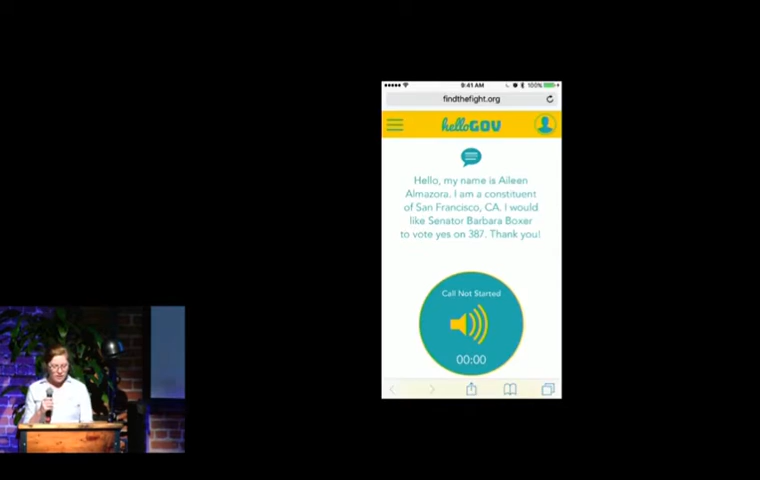 9:41 AM
100%
findthefight.org
helloGOV
Hello, my name is Aileen
Almazora. I am a constituent
of San Francisco, CA. I would
like Senator Barbara Boxer
to vote yes on 387. Thank you!
Call Not Started
00:00